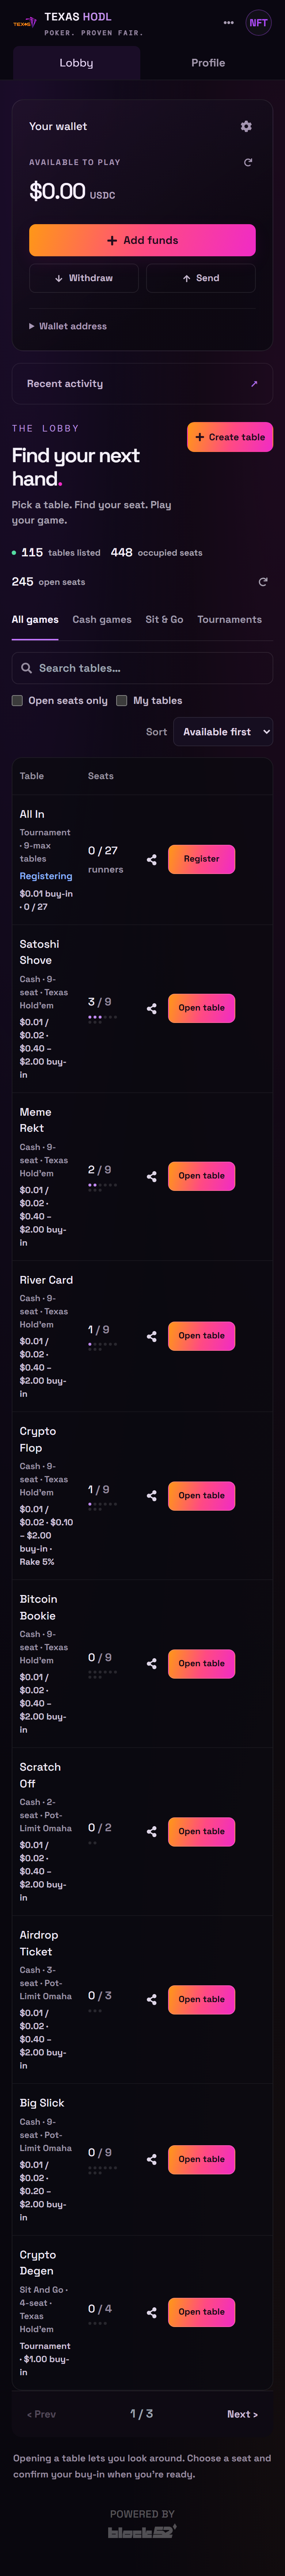 TEXAS HODL
POKER. PROVEN FAIR.
NFT
Lobby
Profile
Your wallet
AVAILABLE TO PLAY
$0.00 USDC
Add funds
Withdraw
Send
Wallet address
Recent activity
THE LOBBY
Create table
Find your next
hand.
Pick a table. Find your seat. Play
your game.
115 tables listed 448 occupied seats
245 open seats
All games Cash games Sit & Go Tournaments
Search tables...
Open seats only My tables
Sort Available first
Table Seats
All In
Tournament
· 9-max
tables
Registering
$0.01 buy-in
· 0 / 27
0 / 27
runners
Register
Satoshi
Shove
Cash · 9-
seat · Texas
Hold'em
$0.01 /
$0.02 ·
$0.40 –
$2.00 buy-
in
3 / 9
Open table
Meme
Rekt
Cash · 9-
seat · Texas
Hold'em
$0.01 /
$0.02 ·
$0.40 –
$2.00 buy-
in
2 / 9
Open table
River Card
Cash · 9-
seat · Texas
Hold'em
$0.01 /
$0.02 ·
$0.40 –
$2.00 buy-
in
1 / 9
Open table
Crypto
Flop
Cash · 9-
seat · Texas
Hold'em
$0.01 /
$0.02 · $0.10
– $2.00
buy-in ·
Rake 5%
1 / 9
Open table
Bitcoin
Bookie
Cash · 9-
seat · Texas
Hold'em
$0.01 /
$0.02 ·
$0.40 –
$2.00 buy-
in
0 / 9
Open table
Scratch
Off
Cash · 2-
seat · Pot-
Limit Omaha
$0.01 /
$0.02 ·
$0.40 –
$2.00 buy-
in
0 / 2
Open table
Airdrop
Ticket
Cash · 3-
seat · Pot-
Limit Omaha
$0.01 /
$0.02 ·
$0.40 –
$2.00 buy-
in
0 / 3
Open table
Big Slick
Cash · 9-
seat · Pot-
Limit Omaha
$0.01 /
$0.02 ·
$0.20 –
$2.00 buy-
in
0 / 9
Open table
Crypto
Degen
Sit And Go ·
4-seat ·
Texas
Hold'em
Tournament
· $1.00 buy-
in
0 / 4
Open table
‹ Prev 1 / 3 Next ›
Opening a table lets you look around. Choose a seat and
confirm your buy-in when you're ready.
POWERED BY
block52